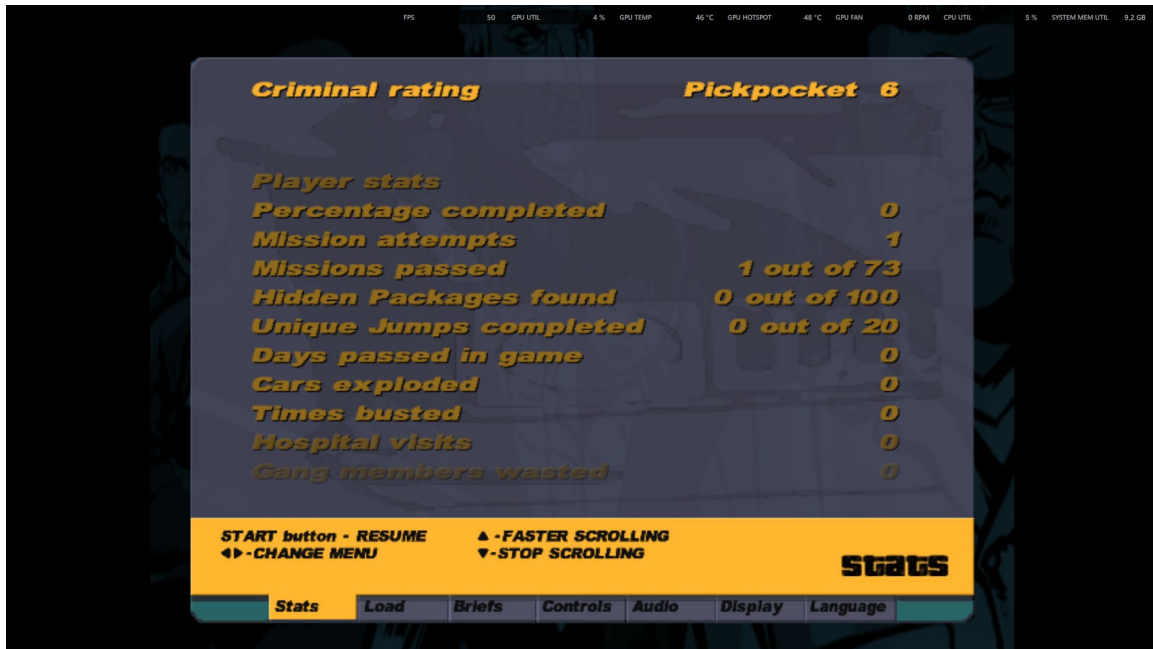 FPS 50 GPU UTIL 4 % GPU TEMP 46 °C GPU HOTSPOT 48 °C GPU FAN 0 RPM CPU UTIL 5 % SYSTEM MEM UTIL 9.2 GB
Criminal rating Pickpocket 6
Player stats
Percentage completed 0
Mission attempts 1
Missions passed 1 out of 73
Hidden Packages found 0 out of 100
Unique Jumps completed 0 out of 20
Days passed in game 0
Cars exploded 0
Times busted 0
Hospital visits 0
Gang members wasted 0
START button - RESUME ▲ -FASTER SCROLLING
◀▶-CHANGE MENU ▼-STOP SCROLLING
Stats
Stats Load Briefs Controls Audio Display Language